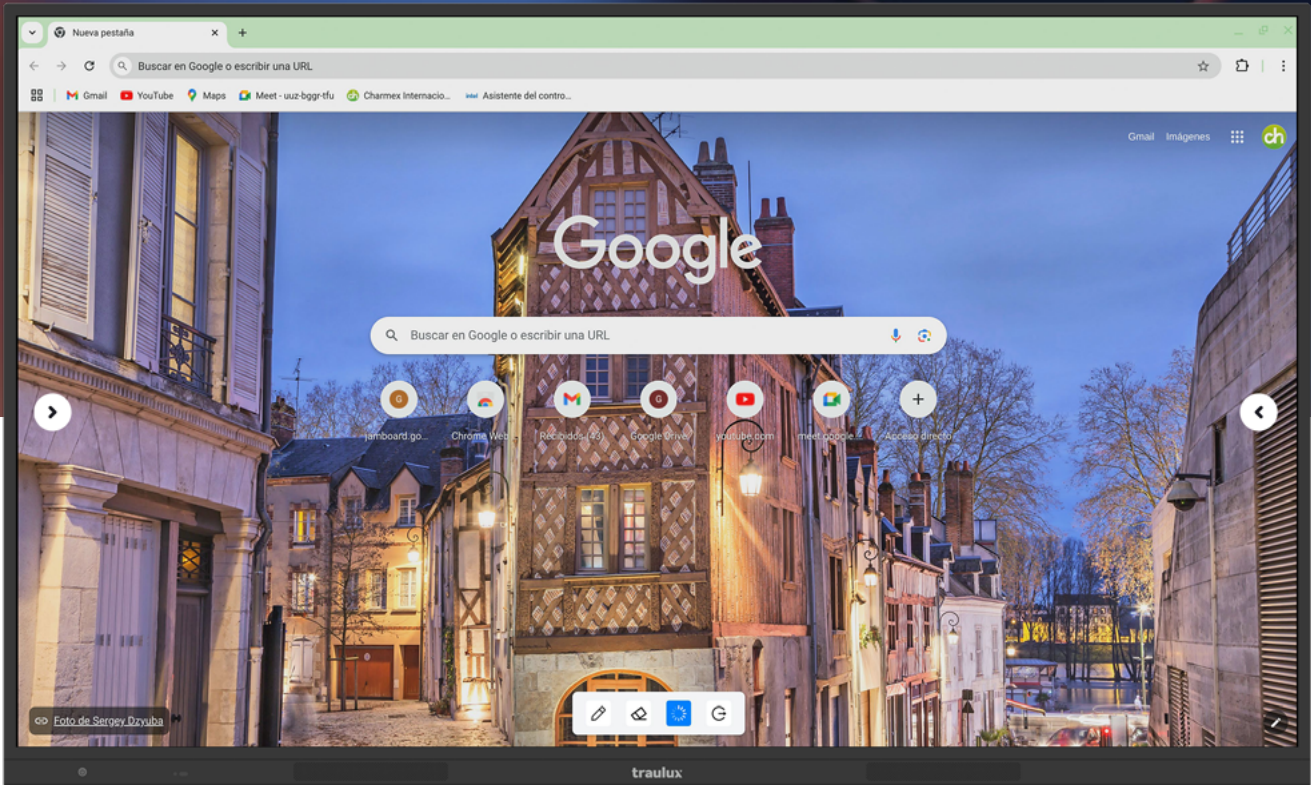 Nueva pestaña
Buscar en Google o escribir una URL
Gmail YouTube Maps Meet - uuz-bggr-tfu Charmex Internacio... Asistente del contro...
Gmail Imágenes ch
Google
Buscar en Google o escribir una URL
G G
jamboard.go... Chrome Web ... Recibidos (43) Google Drive youtube.com meet.google... Acceso directo
Foto de Sergey Dzyuba
traulux